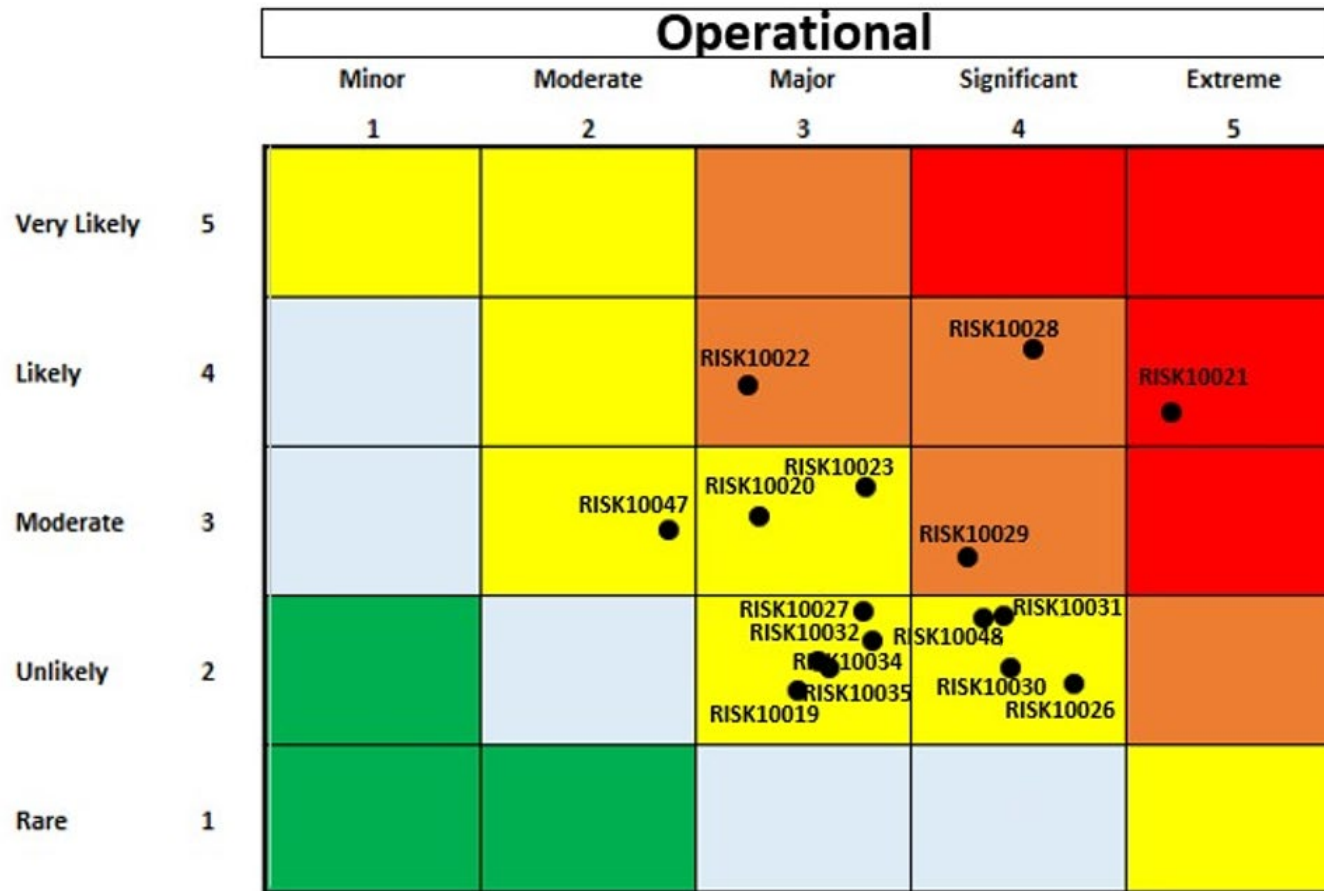 Operational
Minor Moderate Major Significant Extreme
1 2 3 4 5
Very Likely 5
RISK10028
RISK10022
Likely 4
RISK10021
RISK10023
RISK10020
RISK10047
Moderate 3
RISK10029
RISK10027
RISK10031
RISK10032
RISK10048
RISK10034
Unlikely 2
RISK10030
RISK10035
RISK10026
RISK10019
Rare 1